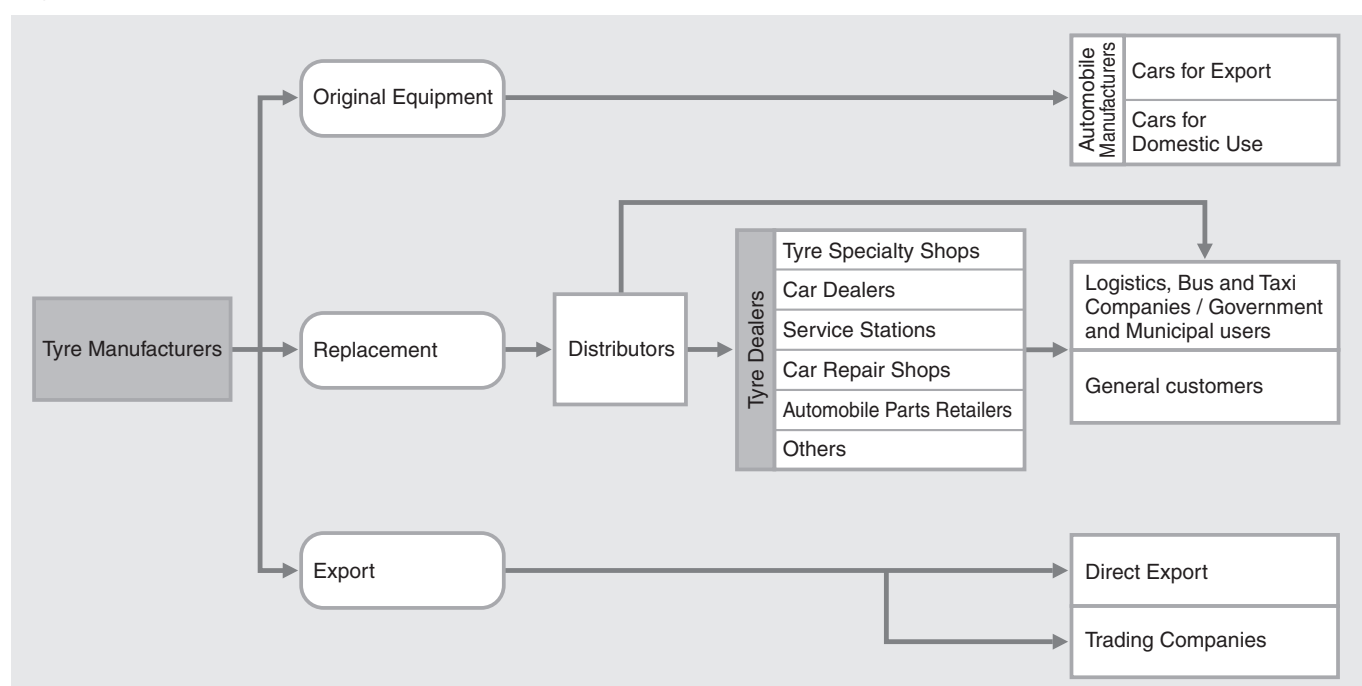 Tyre Manufacturers
Original Equipment
Automobile
Manufacturers
Cars for Export
Cars for
Domestic Use
Replacement
Distributors
Tyre Dealers
Tyre Specialty Shops
Car Dealers
Service Stations
Car Repair Shops
Automobile Parts Retailers
Others
Logistics, Bus and Taxi
Companies / Government
and Municipal users
General customers
Export
Direct Export
Trading Companies